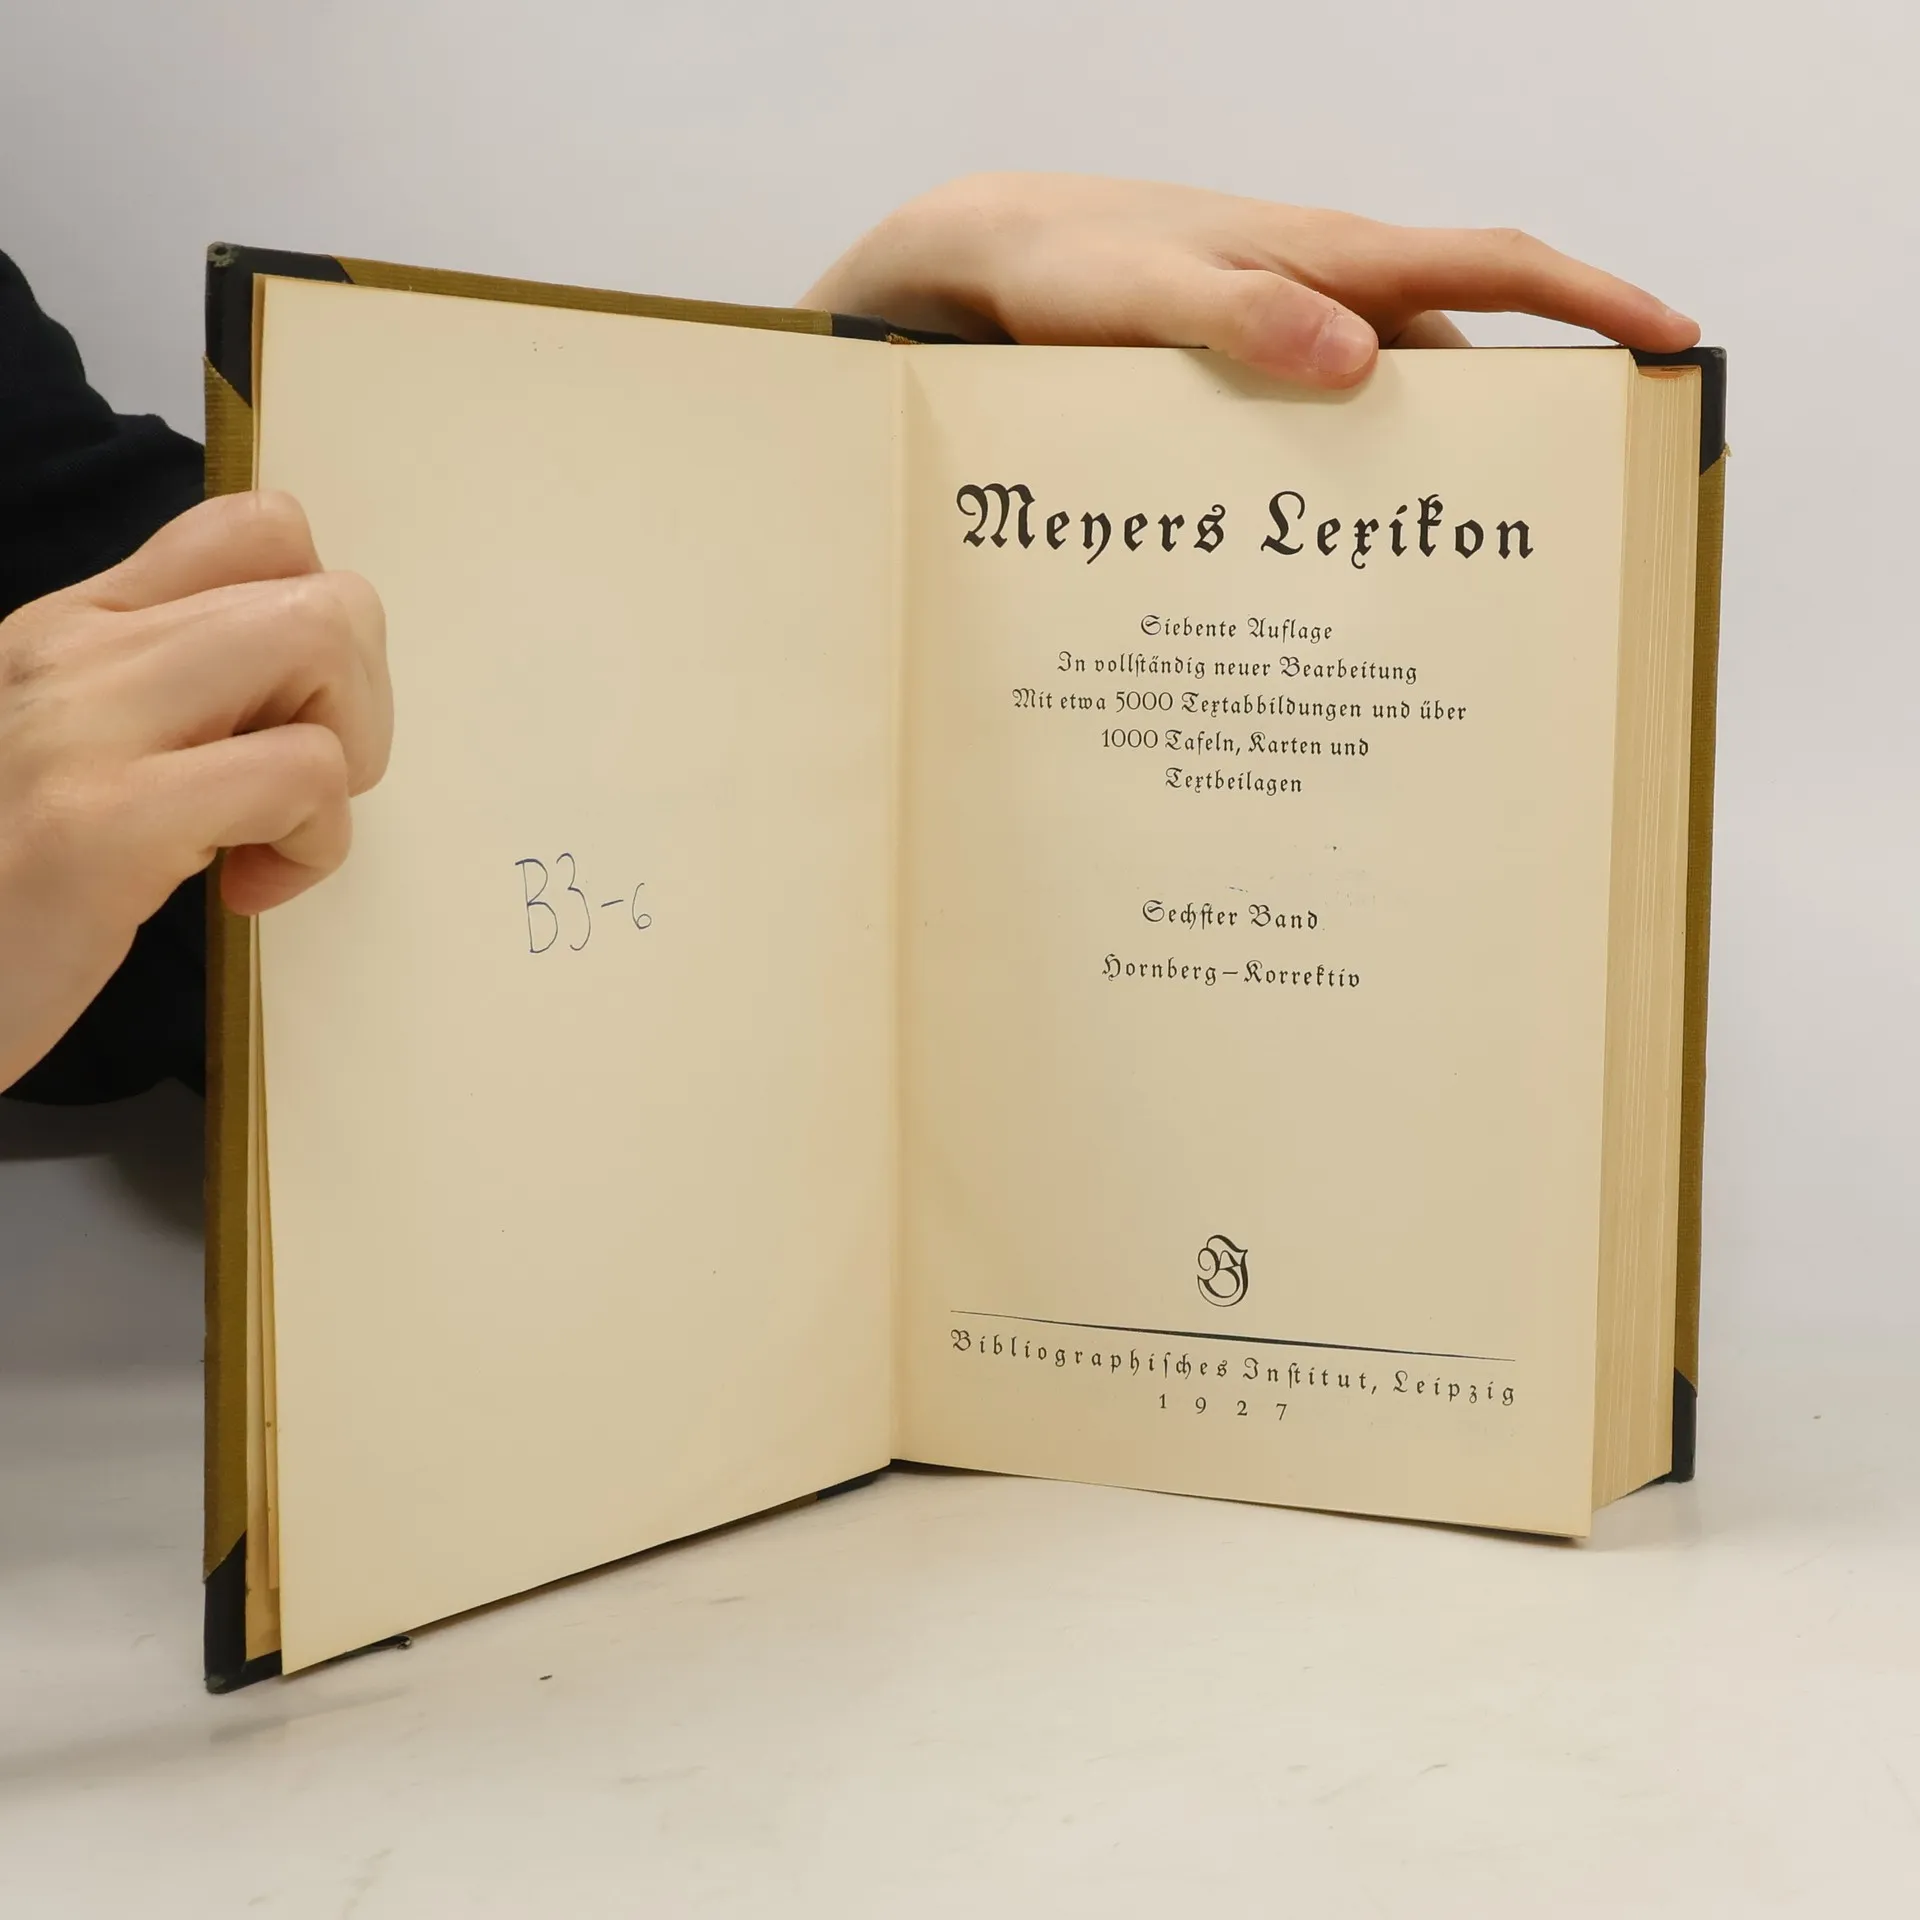 B3-6
Meyers Lexikon
Siebente Auflage
In vollſtändig neuer Bearbeitung
Mit etwa 5000 Textabbildungen und über
1000 Tafeln, Karten und
Textbeilagen
Sechſter Band
Hornberg – Korrektiv
BI
Bibliographiſches Inſtitut, Leipzig
1927